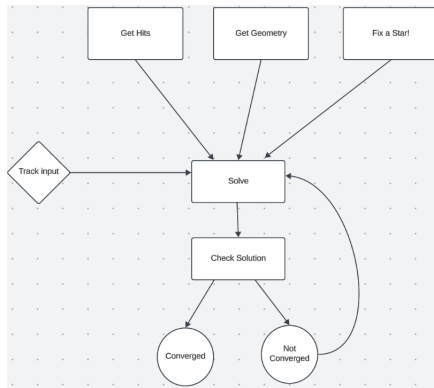 Get Hits
Get Geometry
Fix a Star!
Track input
Solve
Check Solution
Converged
Not
Converged